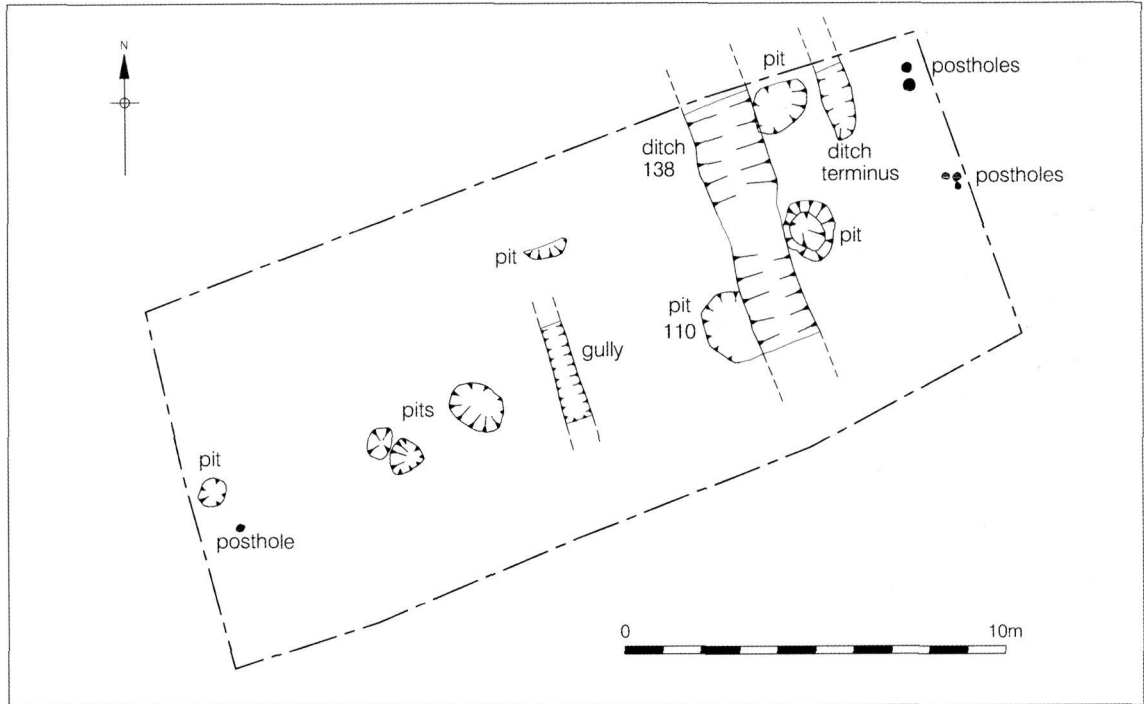 N
pit
postholes
ditch
138
ditch
terminus
postholes
pit
pit
pit
110
gully
pits
pit
posthole
0 10m